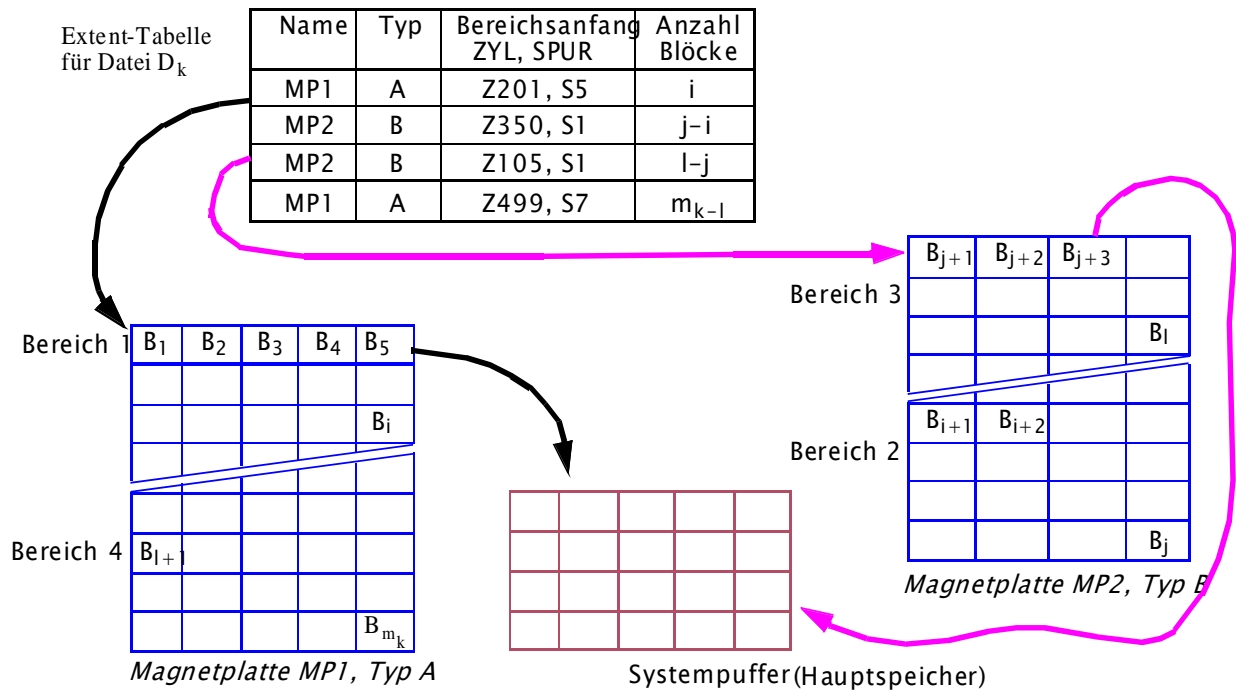 Extent-Tabelle
für Datei Dk
Name Typ Bereichsanfang Anzahl
ZYL, SPUR Blöcke
MP1 A Z201, S5 i
MP2 B Z350, S1 j–i
MP2 B Z105, S1 l–j
MP1 A Z499, S7 mk–l
Bereich 3
Bj+1 Bj+2 Bj+3
Bl
Bereich 2
Bi+1 Bi+2
Bj
Magnetplatte MP2, Typ B
Bereich 1
B1 B2 B3 B4 B5
Bi
Bereich 4
Bl+1
Bmk
Magnetplatte MP1, Typ A
Systempuffer(Hauptspeicher)